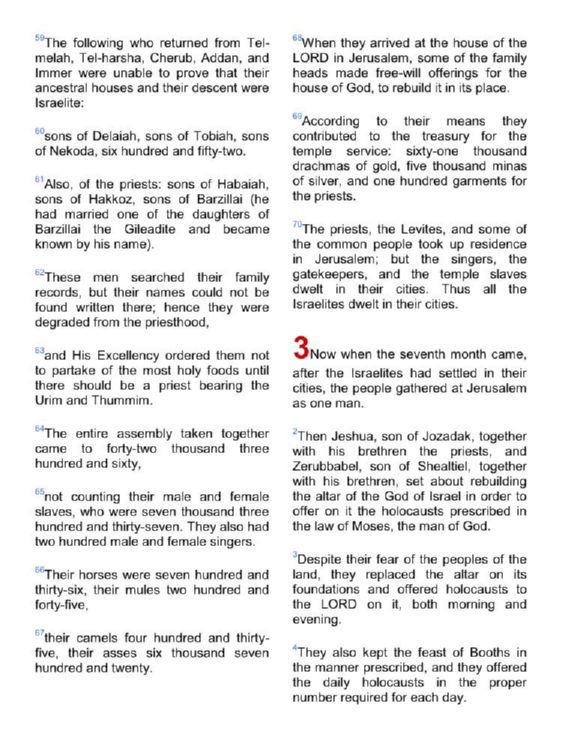 59The following who returned from Tel-
melah, Tel-harsha, Cherub, Addan, and
Immer were unable to prove that their
ancestral houses and their descent were
Israelite:
60sons of Delaiah, sons of Tobiah, sons
of Nekoda, six hundred and fifty-two.
61Also, of the priests: sons of Habaiah,
sons of Hakkoz, sons of Barzillai (he
had married one of the daughters of
Barzillai the Gileadite and became
known by his name).
62These men searched their family
records, but their names could not be
found written there; hence they were
degraded from the priesthood,
63and His Excellency ordered them not
to partake of the most holy foods until
there should be a priest bearing the
Urim and Thummim.
64The entire assembly taken together
came to forty-two thousand three
hundred and sixty,
65not counting their male and female
slaves, who were seven thousand three
hundred and thirty-seven. They also had
two hundred male and female singers.
66Their horses were seven hundred and
thirty-six, their mules two hundred and
forty-five,
67their camels four hundred and thirty-
five, their asses six thousand seven
hundred and twenty.
68When they arrived at the house of the
LORD in Jerusalem, some of the family
heads made free-will offerings for the
house of God, to rebuild it in its place.
69According to their means they
contributed to the treasury for the
temple service: sixty-one thousand
drachmas of gold, five thousand minas
of silver, and one hundred garments for
the priests.
70The priests, the Levites, and some of
the common people took up residence
in Jerusalem; but the singers, the
gatekeepers, and the temple slaves
dwelt in their cities. Thus all the
Israelites dwelt in their cities.
3Now when the seventh month came,
after the Israelites had settled in their
cities, the people gathered at Jerusalem
as one man.
2Then Jeshua, son of Jozadak, together
with his brethren the priests, and
Zerubbabel, son of Shealtiel, together
with his brethren, set about rebuilding
the altar of the God of Israel in order to
offer on it the holocausts prescribed in
the law of Moses, the man of God.
3Despite their fear of the peoples of the
land, they replaced the altar on its
foundations and offered holocausts to
the LORD on it, both morning and
evening.
4They also kept the feast of Booths in
the manner prescribed, and they offered
the daily holocausts in the proper
number required for each day.